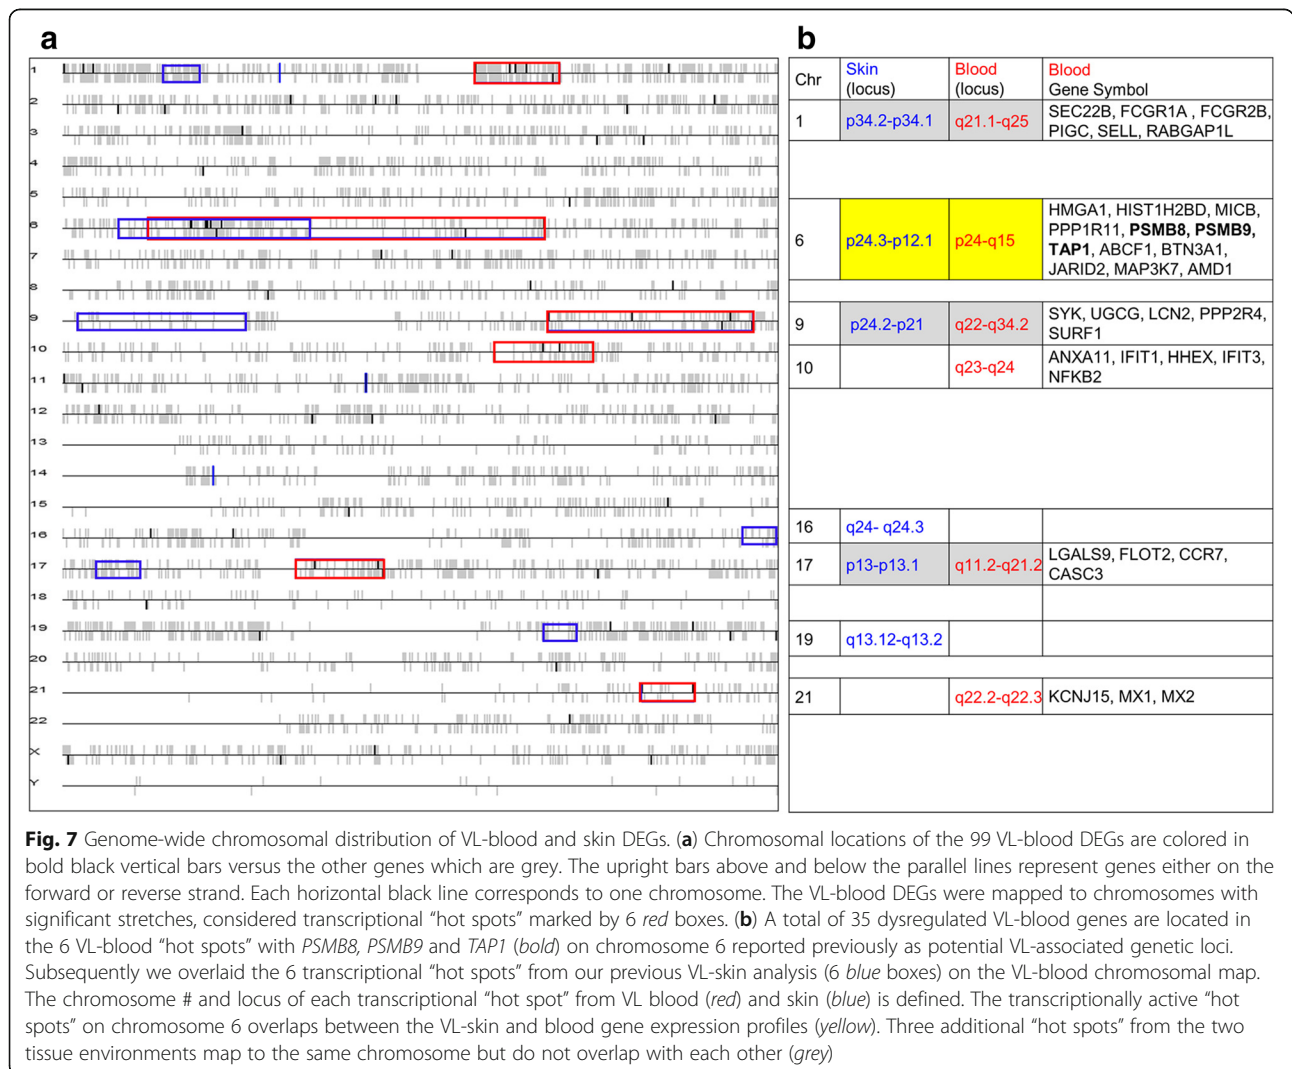 a
b
1
2
3
4
5
6
7
8
9
10
11
12
13
14
15
16
17
18
19
20
21
22
X
Y
Chr
Skin
(locus)
Blood
(locus)
Blood
Gene Symbol
1
p34.2-p34.1
q21.1-q25
SEC22B, FCGR1A , FCGR2B,
PIGC, SELL, RABGAP1L
6
p24.3-p12.1
p24-q15
HMGA1, HIST1H2BD, MICB,
PPP1R11, PSMB8, PSMB9,
TAP1, ABCF1, BTN3A1,
JARID2, MAP3K7, AMD1
9
p24.2-p21
q22-q34.2
SYK, UGCG, LCN2, PPP2R4,
SURF1
10
q23-q24
ANXA11, IFIT1, HHEX, IFIT3,
NFKB2
16
q24- q24.3
17
p13-p13.1
q11.2-q21.2
LGALS9, FLOT2, CCR7,
CASC3
19
q13.12-q13.2
21
q22.2-q22.3
KCNJ15, MX1, MX2
Fig. 7 Genome-wide chromosomal distribution of VL-blood and skin DEGs. (a) Chromosomal locations of the 99 VL-blood DEGs are colored in
bold black vertical bars versus the other genes which are grey. The upright bars above and below the parallel lines represent genes either on the
forward or reverse strand. Each horizontal black line corresponds to one chromosome. The VL-blood DEGs were mapped to chromosomes with
significant stretches, considered transcriptional “hot spots” marked by 6 red boxes. (b) A total of 35 dysregulated VL-blood genes are located in
the 6 VL-blood “hot spots” with PSMB8, PSMB9 and TAP1 (bold) on chromosome 6 reported previously as potential VL-associated genetic loci.
Subsequently we overlaid the 6 transcriptional “hot spots” from our previous VL-skin analysis (6 blue boxes) on the VL-blood chromosomal map.
The chromosome # and locus of each transcriptional “hot spot” from VL blood (red) and skin (blue) is defined. The transcriptionally active “hot
spots” on chromosome 6 overlaps between the VL-skin and blood gene expression profiles (yellow). Three additional “hot spots” from the two
tissue environments map to the same chromosome but do not overlap with each other (grey)